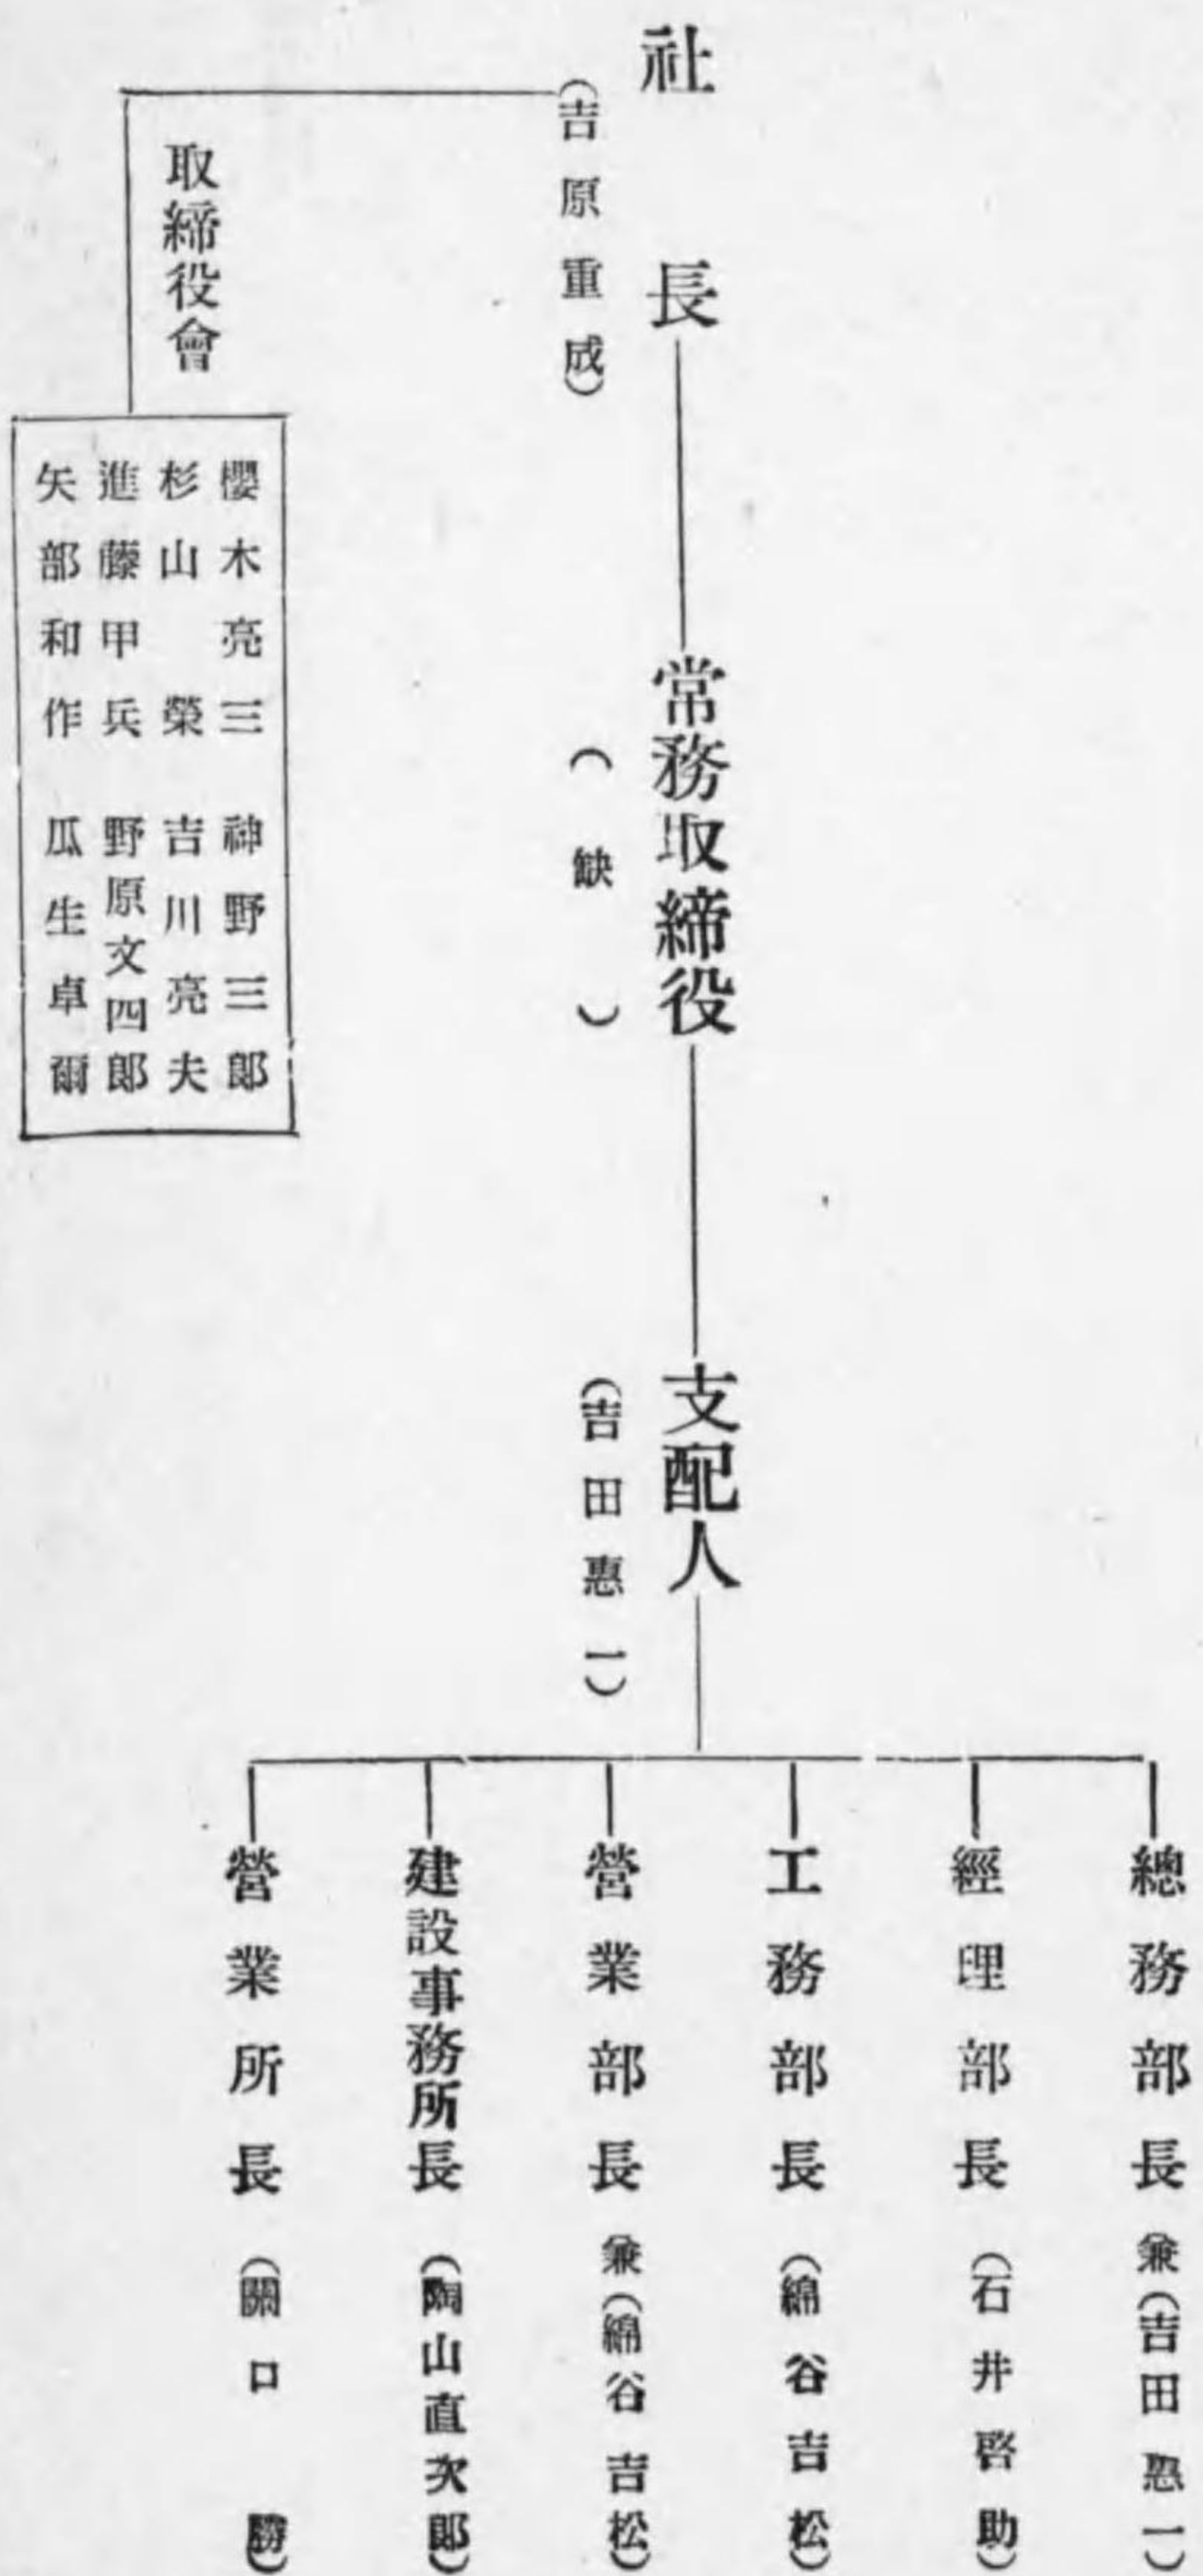 社長
(吉原重成)
常務取締役
(缺)
支配人
(吉田惠一)
總務部長 兼(吉田惠一)
經理部長 (石井啓助)
工務部長 (綿谷吉松)
營業部長 兼(綿谷吉松)
建設事務所長 (陶山直次郎)
營業所長 (關口 勝)
取締役會
櫻木亮三 神野三郎
杉山 榮 吉川亮夫
進藤甲兵 野原文四郎
矢部和作 瓜生卓爾